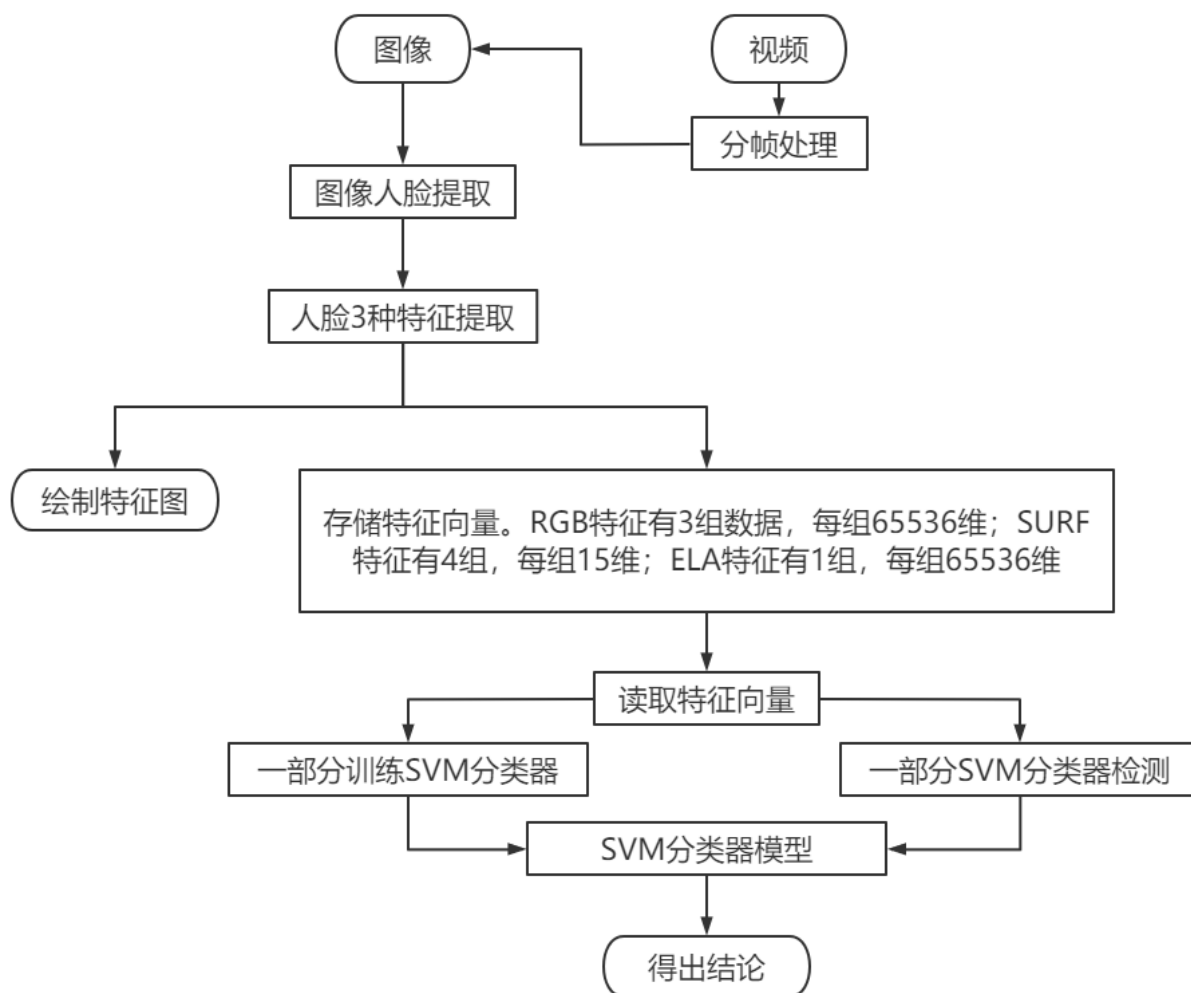 图像
视频
分帧处理
图像人脸提取
人脸3种特征提取
绘制特征图
存储特征向量。RGB特征有3组数据，每组65536维；SURF
特征有4组，每组15维；ELA特征有1组，每组65536维
读取特征向量
一部分训练SVM分类器
一部分SVM分类器检测
SVM分类器模型
得出结论